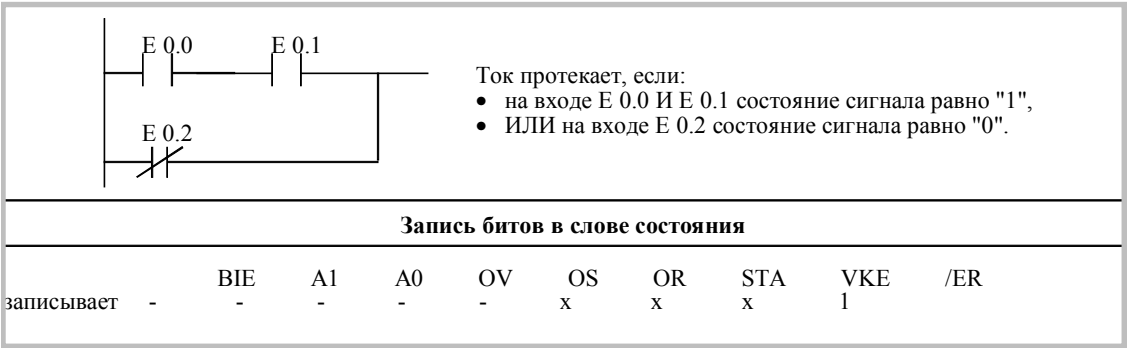 E 0.0 E 0.1
Ток протекает, если:
• на входе E 0.0 И E 0.1 состояние сигнала равно "1",
• ИЛИ на входе E 0.2 состояние сигнала равно "0".
E 0.2
Запись битов в слове состояния
BIE A1 A0 OV OS OR STA VKE /ER
записывает - - - - - x x x 1